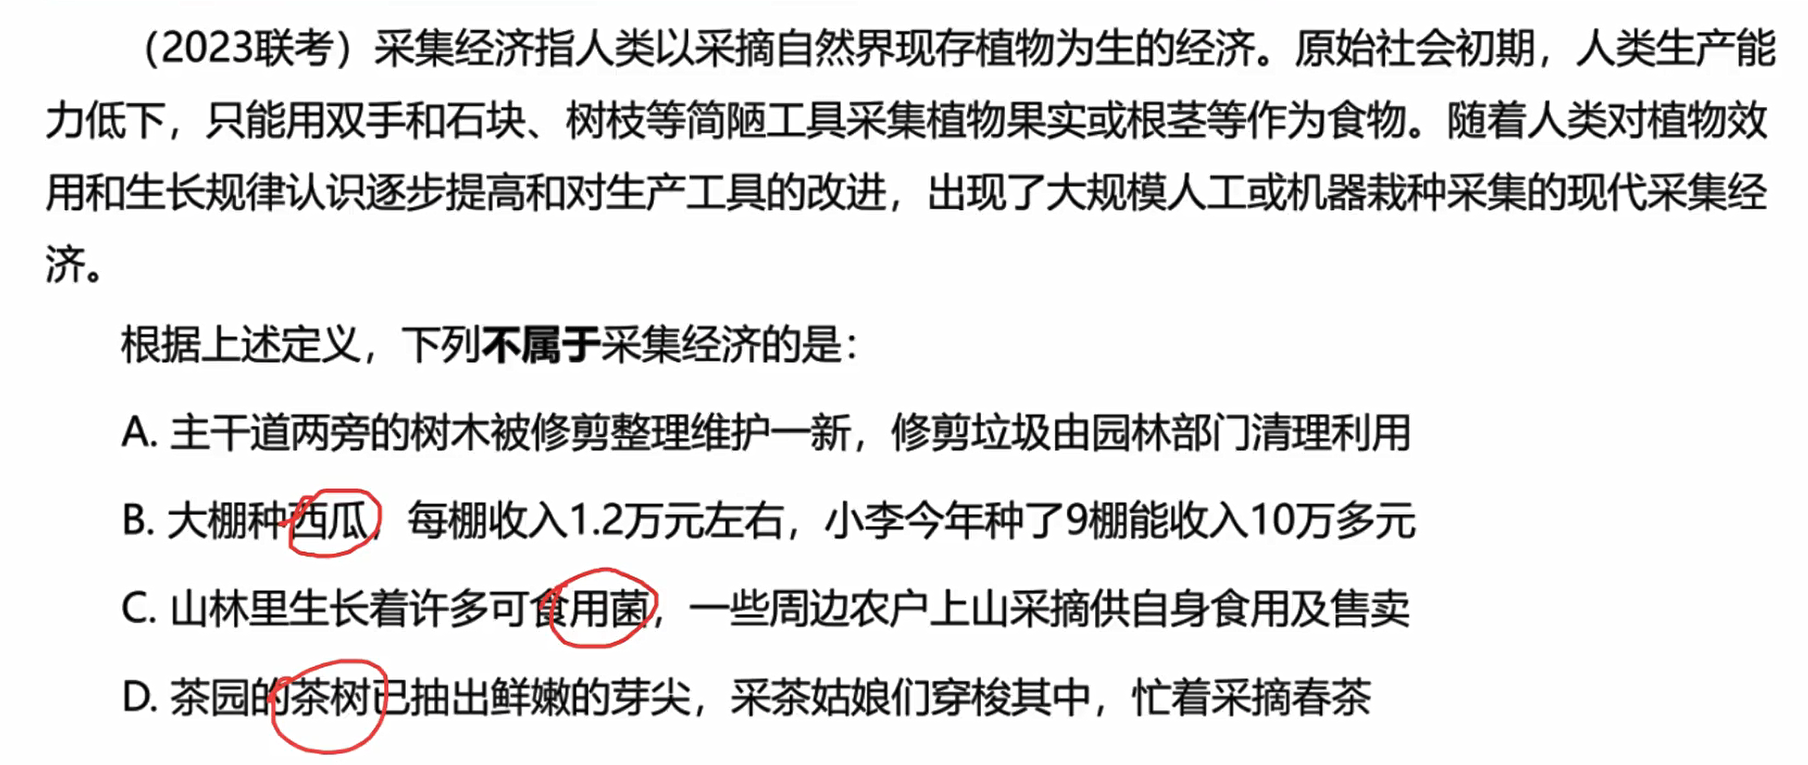 （2023联考）采集经济指人类以采摘自然界现存植物为生的经济。原始社会初期，人类生产能
力低下，只能用双手和石块、树枝等简陋工具采集植物果实或根茎等作为食物。随着人类对植物效
用和生长规律认识逐步提高和对生产工具的改进，出现了大规模人工或机器栽种采集的现代采集经
济。
根据上述定义，下列不属于采集经济的是：
A. 主干道两旁的树木被修剪整理维护一新，修剪垃圾由园林部门清理利用
B. 大棚种西瓜，每棚收入1.2万元左右，小李今年种了9棚能收入10万多元
C. 山林里生长着许多可食用菌，一些周边农户上山采摘供自身食用及售卖
D. 茶园的茶树已抽出鲜嫩的芽尖，采茶姑娘们穿梭其中，忙着采摘春茶